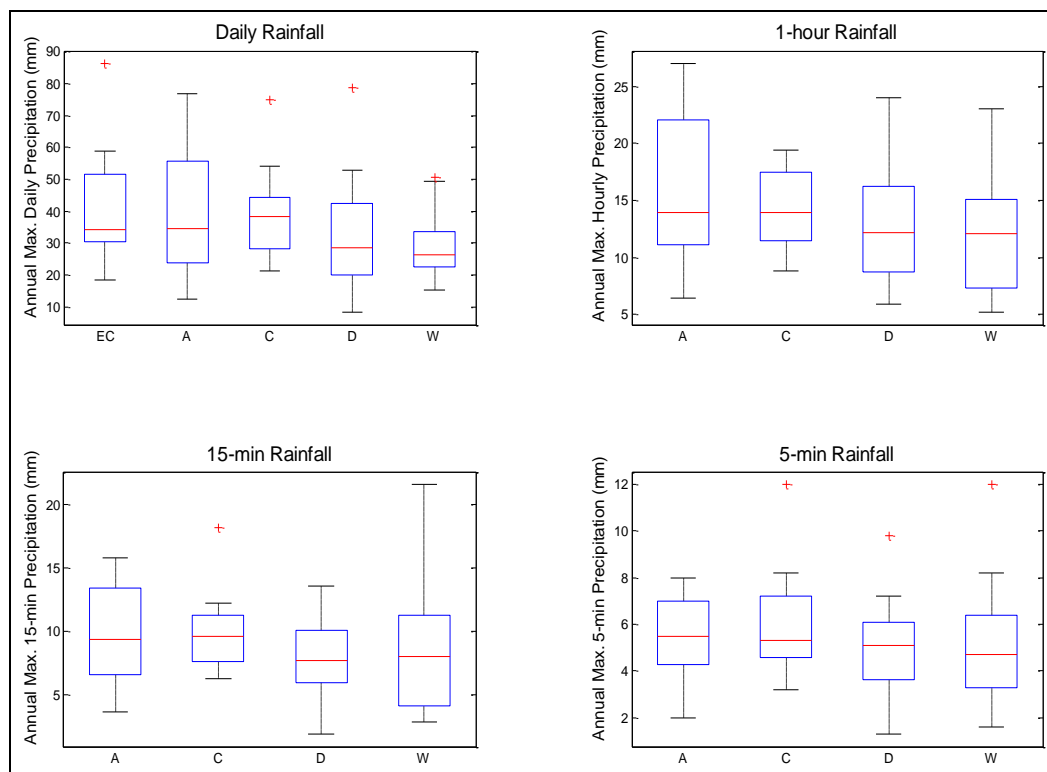 Daily Rainfall
Annual Max. Daily Precipitation (mm)
90
80
70
60
50
40
30
20
10
EC A C D W
1-hour Rainfall
Annual Max. Hourly Precipitation (mm)
25
20
15
10
5
A C D W
15-min Rainfall
Annual Max. 15-min Precipitation (mm)
20
15
10
5
A C D W
5-min Rainfall
Annual Max. 5-min Precipitation (mm)
12
10
8
6
4
2
A C D W